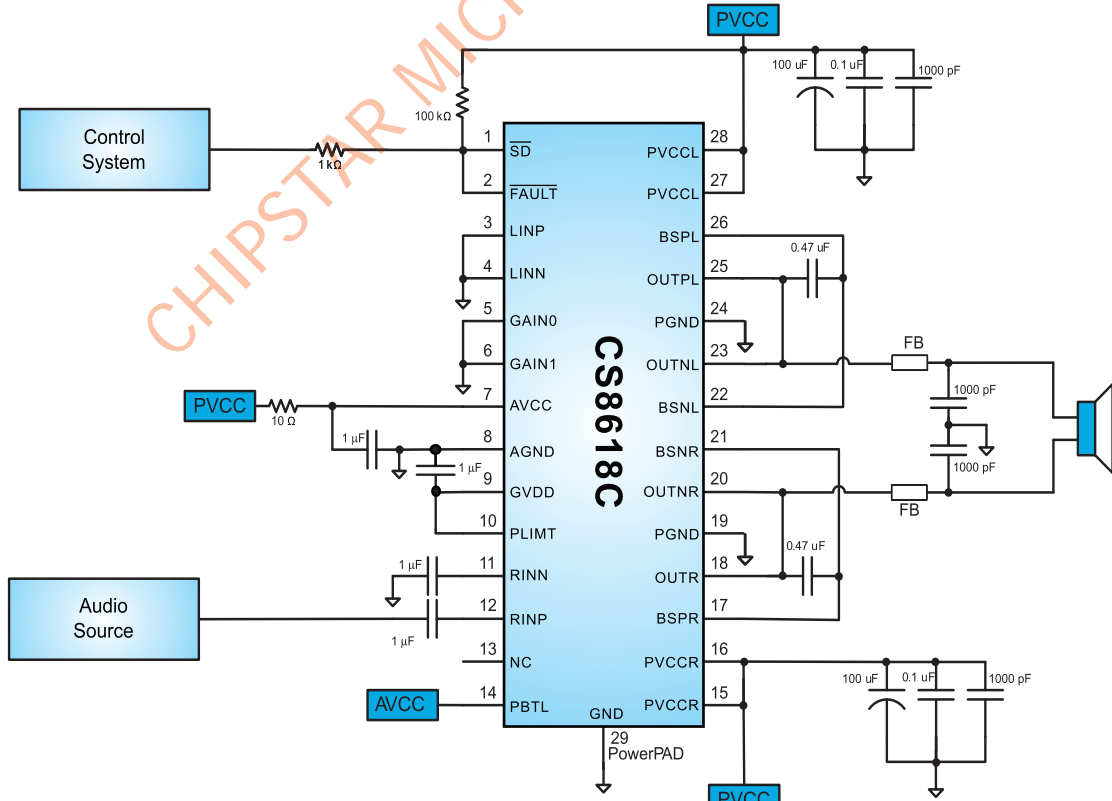 PVCC
100 uF
0.1 uF
1000 pF
CHIPSTAR MIC
100 kΩ
Control
System
1 kΩ
1
SD
28
PVCCL
2
FAULT
27
PVCCL
3
LINP
26
BSPL
0.47 uF
4
LINN
25
OUTPL
5
GAIN0
24
PGND
6
GAIN1
23
OUTNL
FB
CS8618C
PVCC
10 Ω
7
AVCC
22
BSNL
1000 pF
1 µF
8
AGND
21
BSNR
1 µF
1000 pF
9
GVDD
20
OUTNR
FB
10
PLIMT
19
PGND
0.47 uF
1 µF
11
RINN
18
OUTR
Audio
Source
1 µF
12
RINP
17
BSPR
13
NC
16
PVCCR
100 uF
0.1 uF
1000 pF
AVCC
14
PBTL
15
PVCCR
GND
29
PowerPAD
PVCC